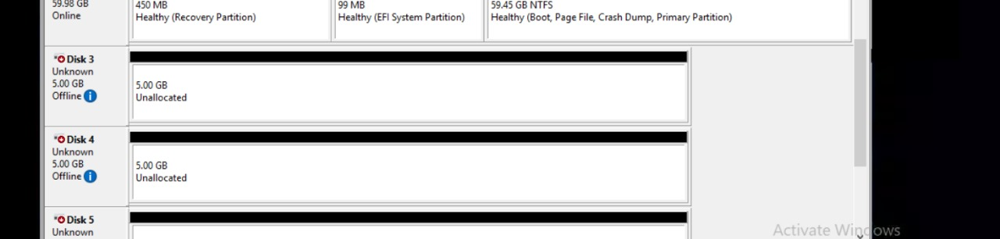 59.98 GB
Online
450 MB
Healthy (Recovery Partition)
99 MB
Healthy (EFI System Partition)
59.45 GB NTFS
Healthy (Boot, Page File, Crash Dump, Primary Partition)
Disk 3
Unknown
5.00 GB
Offline
5.00 GB
Unallocated
Disk 4
Unknown
5.00 GB
Offline
5.00 GB
Unallocated
Disk 5
Unknown
Activate Windows